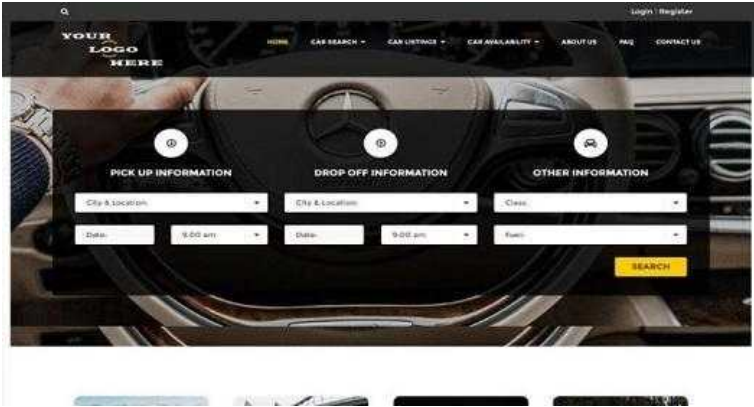 Login | Register
YOUR
LOGO
HERE
HOME CAR SEARCH CAR LISTINGS CAR AVAILABILITY ABOUT US FAQ CONTACT US
PICK UP INFORMATION DROP OFF INFORMATION OTHER INFORMATION
City & Location: City & Location: Class:
Date: 9:00 am Date: 9:00 am Fuel:
SEARCH